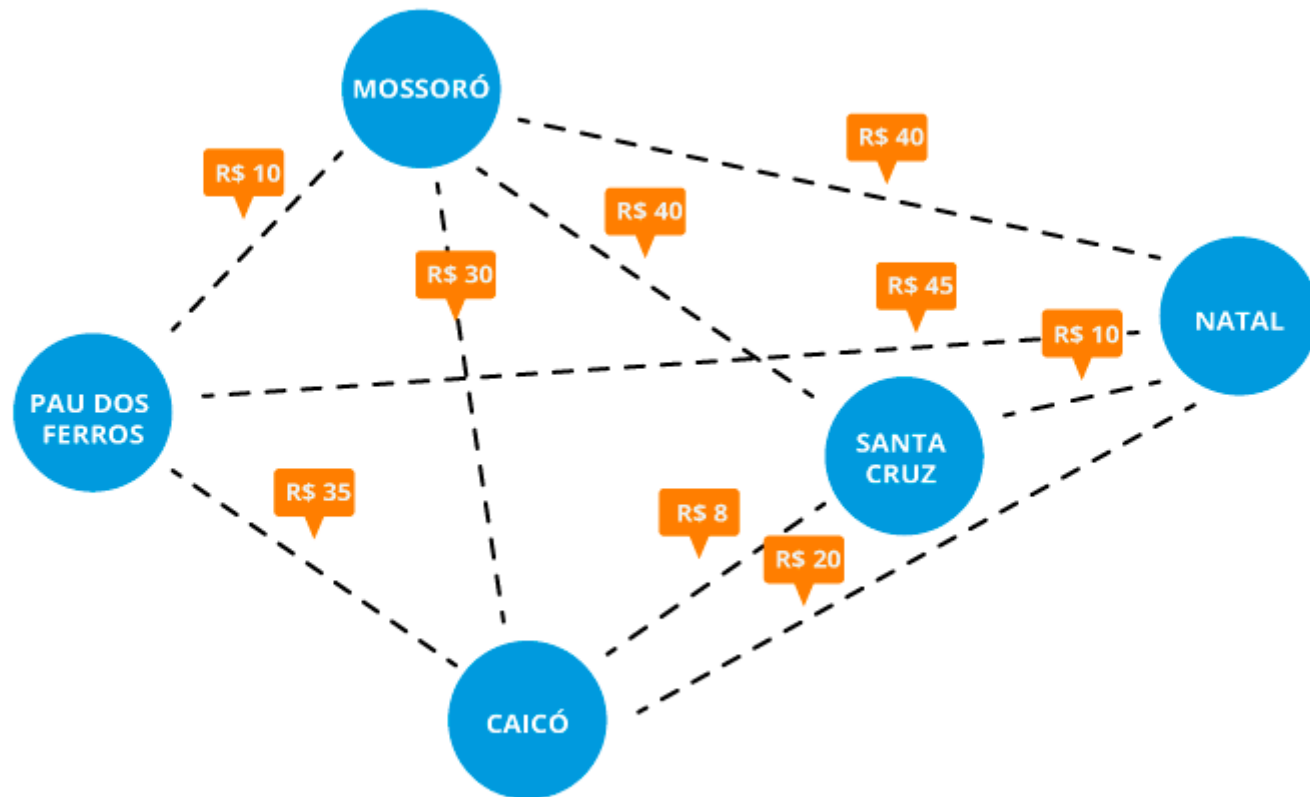 MOSSORÓ
R$ 40
R$ 10
R$ 40
R$ 30
R$ 45
R$ 10
NATAL
PAU DOS
FERROS
SANTA
CRUZ
R$ 35
R$ 8
R$ 20
CAICÓ